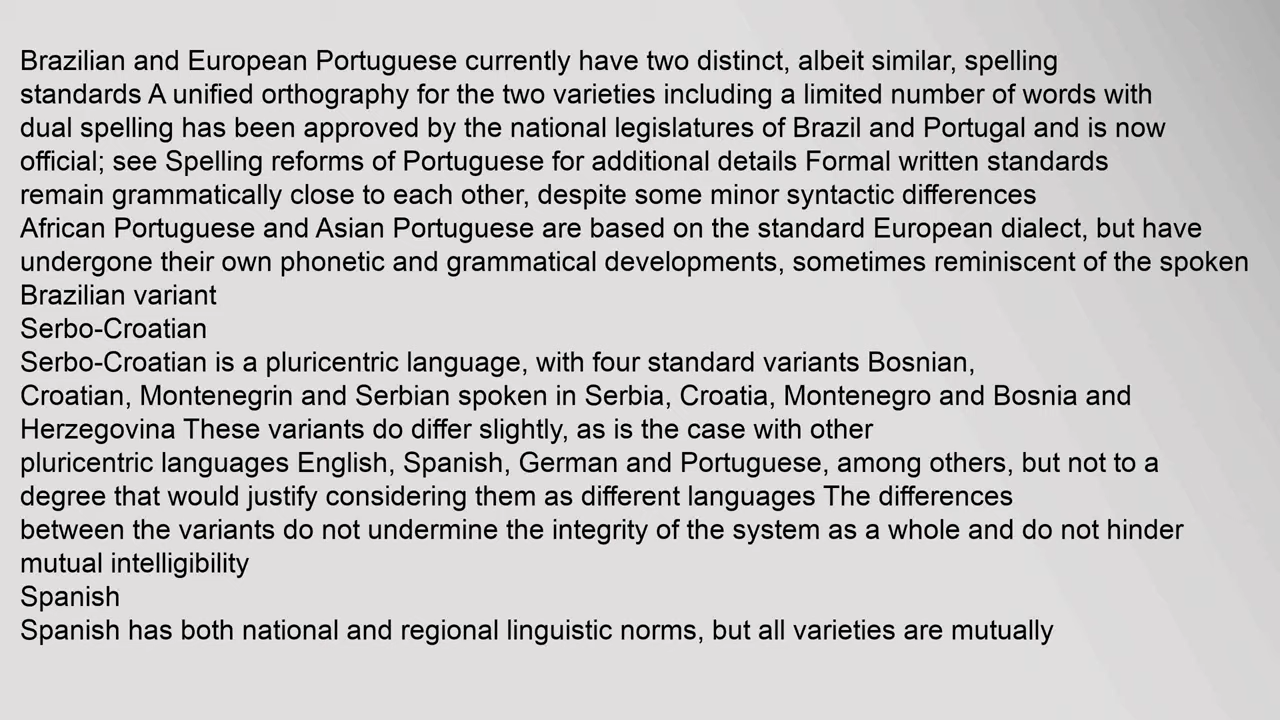 Brazilian and European Portuguese currently have two distinct, albeit similar, spelling
standards A unified orthography for the two varieties including a limited number of words with
dual spelling has been approved by the national legislatures of Brazil and Portugal and is now
official; see Spelling reforms of Portuguese for additional details Formal written standards
remain grammatically close to each other, despite some minor syntactic differences
African Portuguese and Asian Portuguese are based on the standard European dialect, but have
undergone their own phonetic and grammatical developments, sometimes reminiscent of the spoken
Brazilian variant
Serbo-Croatian
Serbo-Croatian is a pluricentric language, with four standard variants Bosnian,
Croatian, Montenegrin and Serbian spoken in Serbia, Croatia, Montenegro and Bosnia and
Herzegovina These variants do differ slightly, as is the case with other
pluricentric languages English, Spanish, German and Portuguese, among others, but not to a
degree that would justify considering them as different languages The differences
between the variants do not undermine the integrity of the system as a whole and do not hinder
mutual intelligibility
Spanish
Spanish has both national and regional linguistic norms, but all varieties are mutually